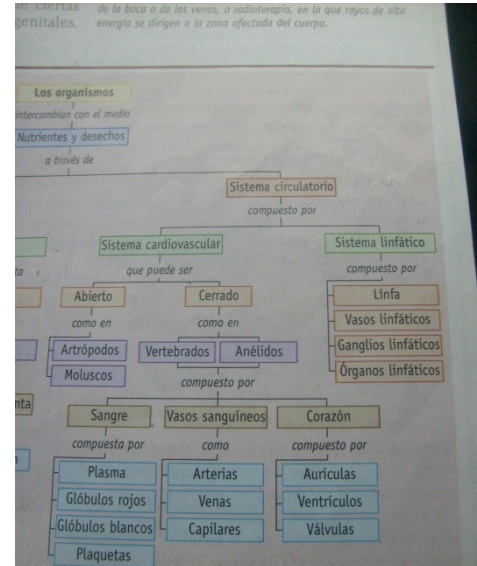 ciertas
genitales.
de la boca o de las venas, o radioterapia, en la que rayos de alta
energía se dirigen a la zona afectada del cuerpo.
Los organismos
intercambian con el medio
Nutrientes y desechos
a través de
Sistema circulatorio
compuesto por
Sistema cardiovascular
Sistema linfático
que puede ser
compuesto por
Abierto
Cerrado
Linfa
como en
como en
Vasos linfáticos
Artrópodos
Vertebrados
Anélidos
Ganglios linfáticos
Moluscos
compuesto por
Órganos linfáticos
Sangre
Vasos sanguíneos
Corazón
compuesta por
como
compuesto por
Plasma
Arterias
Aurículas
Glóbulos rojos
Venas
Ventrículos
Glóbulos blancos
Capilares
Válvulas
Plaquetas